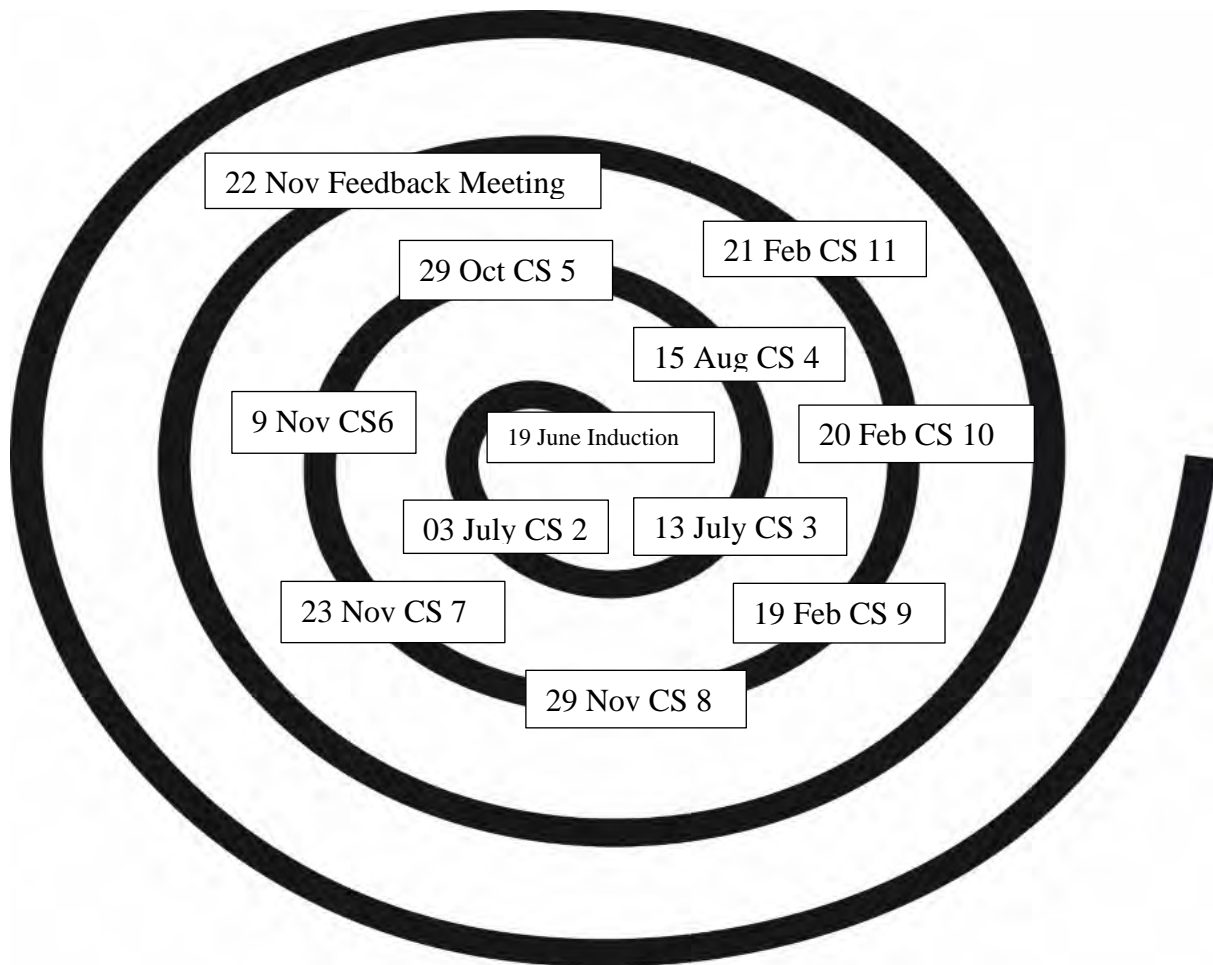 22 Nov Feedback Meeting
21 Feb CS 11
29 Oct CS 5
15 Aug CS 4
9 Nov CS6
19 June Induction
20 Feb CS 10
03 July CS 2
13 July CS 3
23 Nov CS 7
19 Feb CS 9
29 Nov CS 8